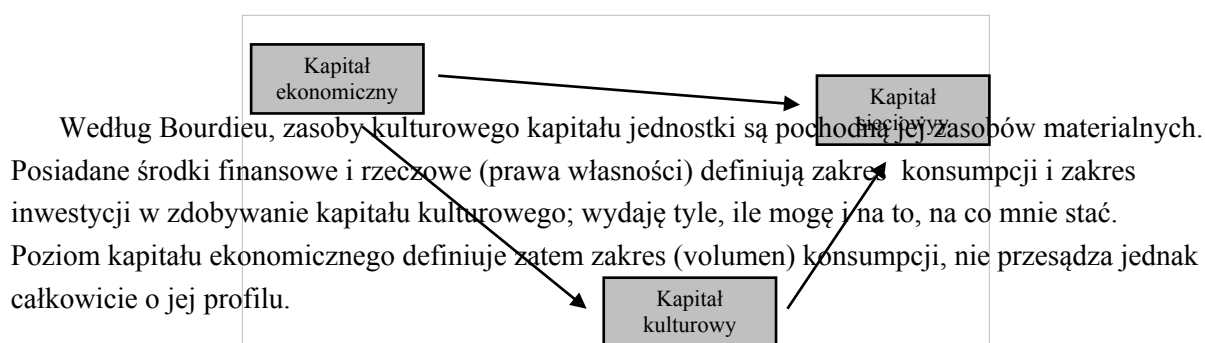 Kapitał
ekonomiczny
Kapitał
sieciowyy
Według Bourdieu, zasoby kulturowego kapitału jednostki są pochodną jej zasobów materialnych.
Posiadane środki finansowe i rzeczowe (prawa własności) definiują zakres konsumpcji i zakres
inwestycji w zdobywanie kapitału kulturowego; wydaję tyle, ile mogę i na to, na co mnie stać.
Poziom kapitału ekonomicznego definiuje zatem zakres (volumen) konsumpcji, nie przesądza jednak
całkowicie o jej profilu.
Kapitał
kulturowy